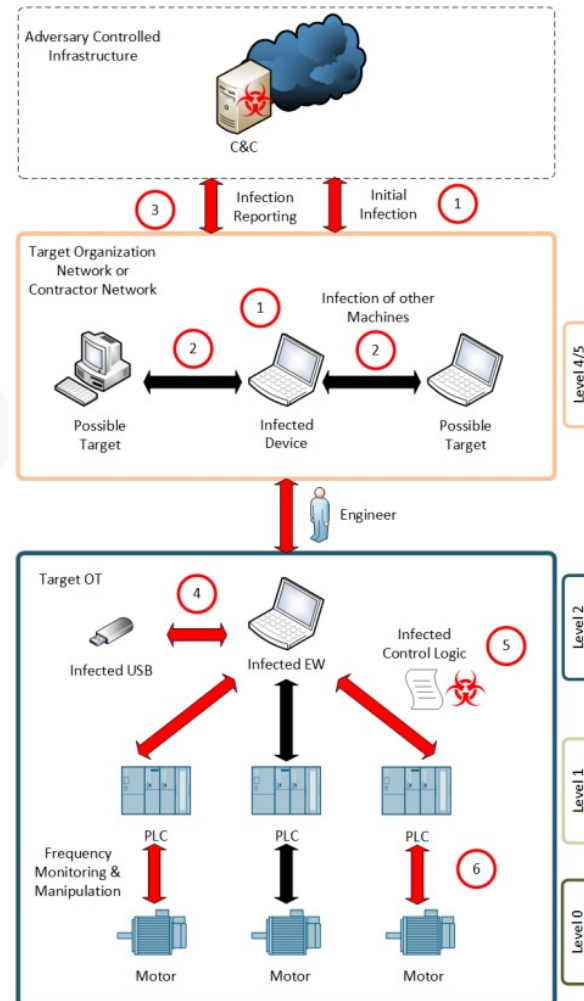 Adversary Controlled
Infrastructure
C&C
3
Infection
Reporting
Initial
Infection
1
Target Organization
Network or
Contractor Network
1
Infection of other
Machines
2
2
Possible
Target
Infected
Device
Possible
Target
Level 4/5
Engineer
Target OT
4
Infected USB
Infected EW
Infected
Control Logic
5
Level 2
PLC
PLC
PLC
Level 1
Frequency
Monitoring &
Manipulation
6
Motor
Motor
Motor
Level 0